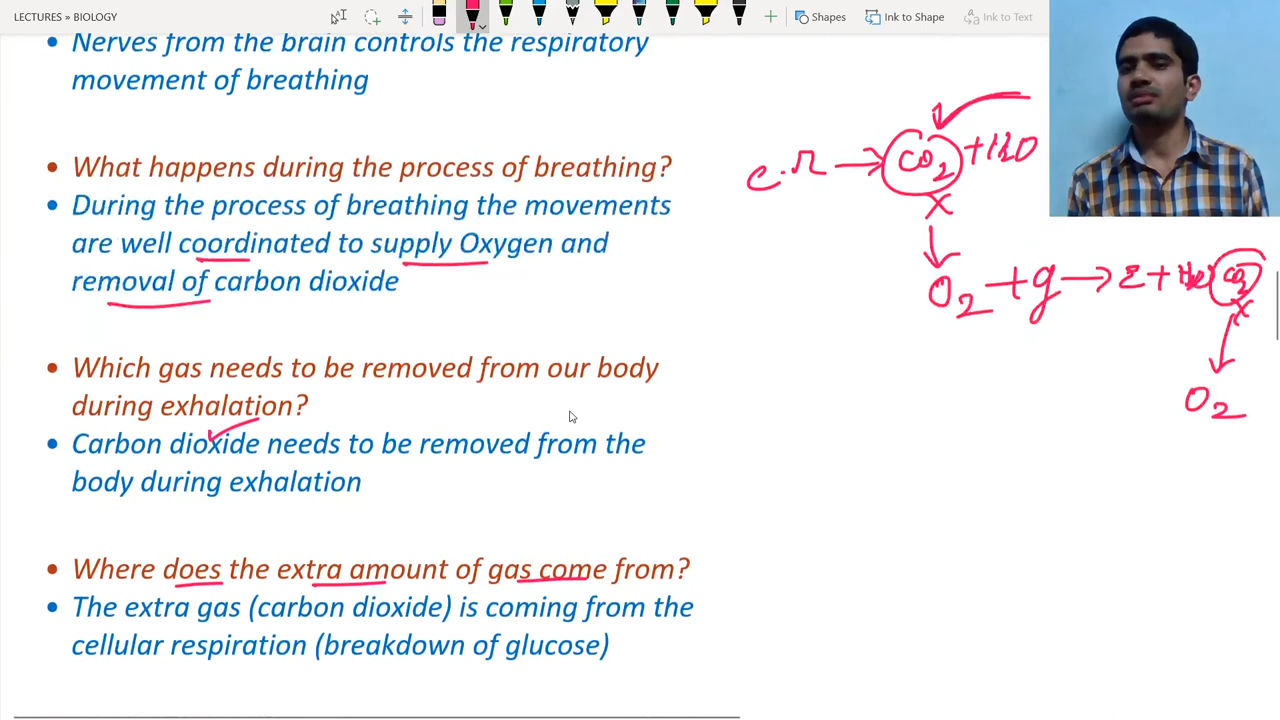 LECTURES » BIOLOGY
Shapes
Ink to Shape
Ink to Text
• Nerves from the brain controls the respiratory
movement of breathing
• What happens during the process of breathing?
• During the process of breathing the movements
are well coordinated to supply Oxygen and
removal of carbon dioxide
• Which gas needs to be removed from our body
during exhalation?
• Carbon dioxide needs to be removed from the
body during exhalation
• Where does the extra amount of gas come from?
• The extra gas (carbon dioxide) is coming from the
cellular respiration (breakdown of glucose)
C.R → CO2 + H2O
x
O2 + g → E + H2O CO2
x
O2